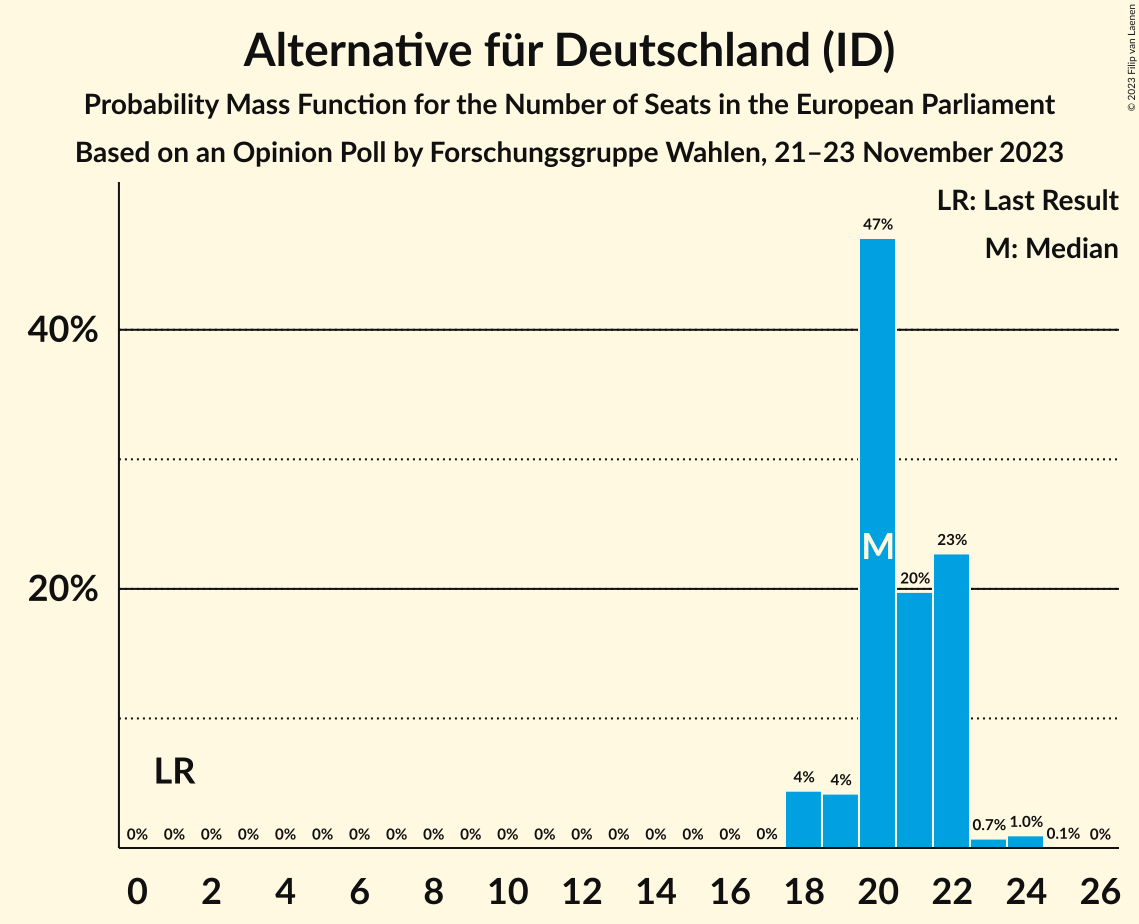 Alternative für Deutschland (ID)
Probability Mass Function for the Number of Seats in the European Parliament
Based on an Opinion Poll by Forschungsgruppe Wahlen, 21–23 November 2023
© 2023 Filip van Laenen
LR: Last Result
M: Median
47%
40%
M
23%
20%
20%
LR
4% 4%
0% 0% 0% 0% 0% 0% 0% 0% 0% 0% 0% 0% 0% 0% 0% 0% 0% 0% 0.7% 1.0% 0.1% 0%
0 2 4 6 8 10 12 14 16 18 20 22 24 26